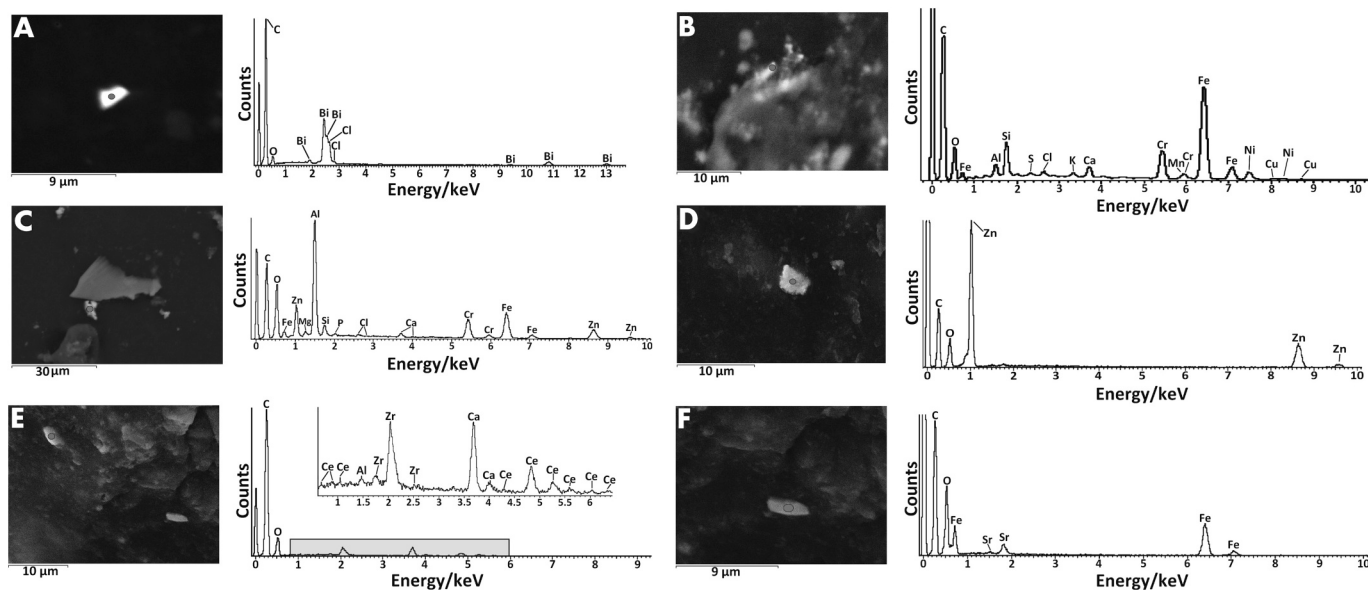 A
9 µm
Counts
C
O
Bi
Bi
Bi
Cl
Cl
Bi
Bi
Bi
0 1 2 3 4 5 6 7 8 9 10 11 12 13
Energy/keV
B
10 µm
Counts
C
O
Fe
Al
Si
S
Cl
K
Ca
Cr
Mn
Cr
Fe
Fe
Ni
Cu
Ni
Cu
0 1 2 3 4 5 6 7 8 9 10
Energy/keV
C
30µm
Counts
C
O
Fe
Zn
Mg
Al
Si
P
Cl
Ca
Cr
Cr
Fe
Fe
Zn
Zn
0 1 2 3 4 5 6 7 8 9 10
Energy/keV
D
10 µm
Counts
C
O
Zn
Zn
Zn
0 1 2 3 4 5 6 7 8 9 10
Energy/keV
E
10 µm
Counts
C
O
Ce
Ce
Al
Zr
Zr
Zr
Ca
Ca
Ce
Ce
Ce
Ce
Ce
Ce
1 1.5 2 2.5 3 3.5 4 4.5 5 5.5 6
0 1 2 3 4 5 6 7 8 9
Energy/keV
F
9 µm
Counts
C
O
Fe
Sr
Sr
Fe
Fe
0 1 2 3 4 5 6 7 8 9 10
Energy/keV